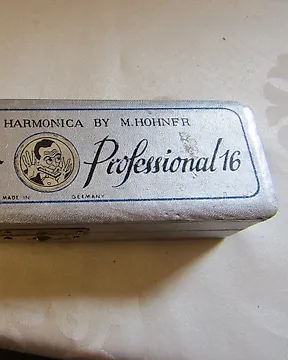 HARMONICA BY M.HOHNER
Professional 16
MADE IN GERMANY